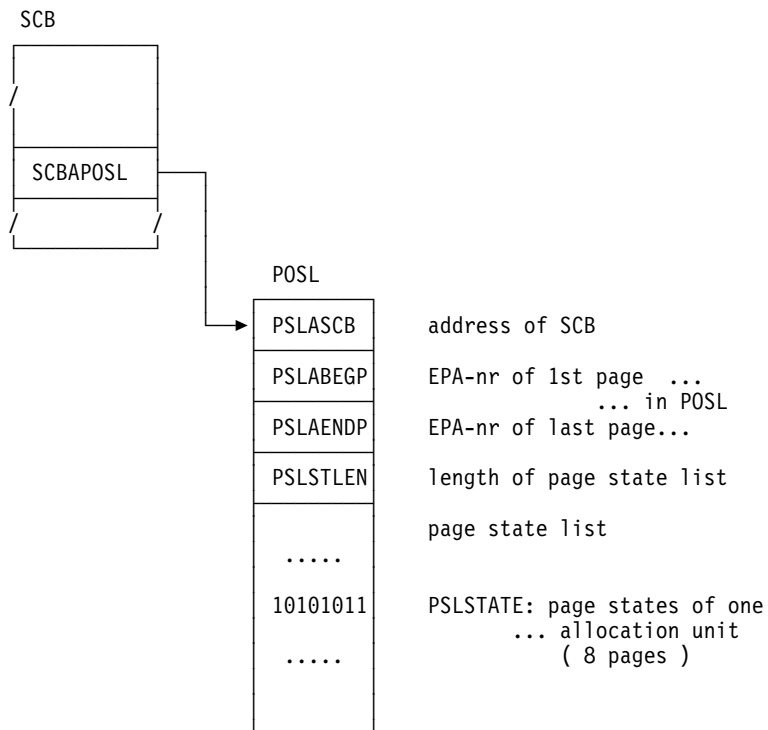 SCB
SCBAPOSL
POSL
PSLASCB address of SCB
PSLABEGP EPA-nr of 1st page ...
... in POSL
PSLAENDP EPA-nr of last page...
PSLSTLEN length of page state list
page state list
.....
10101011 PSLSTATE: page states of one
... allocation unit
..... ( 8 pages )